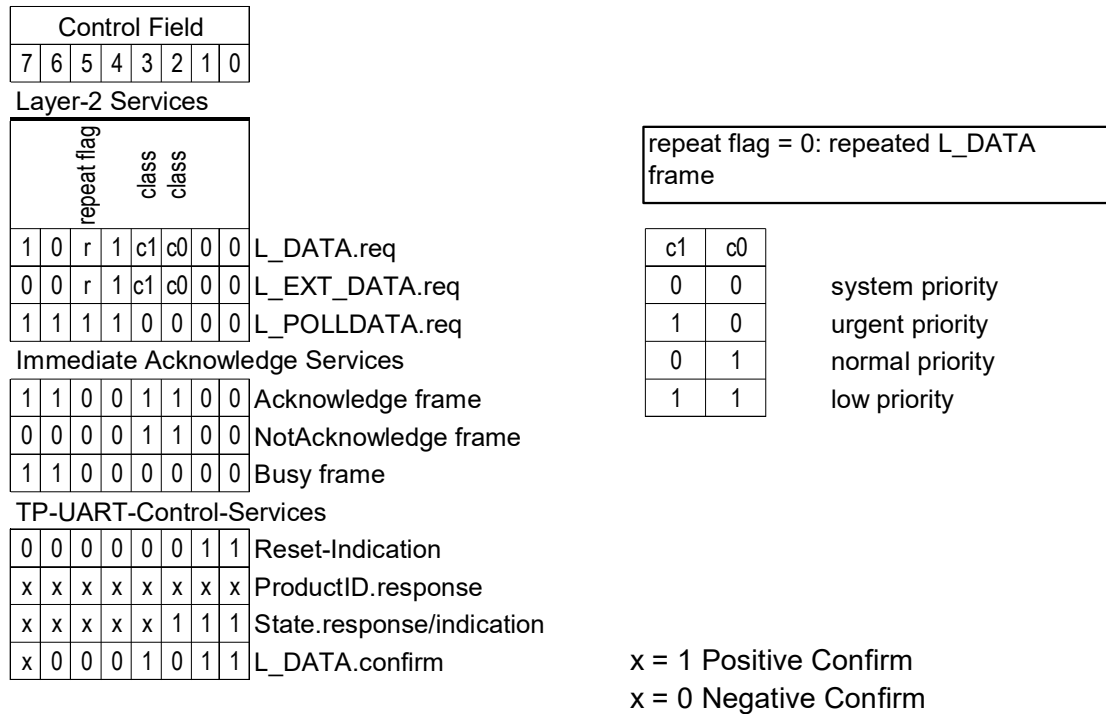 Control Field
7 6 5 4 3 2 1 0
Layer-2 Services
repeat flag class class
repeat flag = 0: repeated L_DATA
frame
1 0 r 1 c1 c0 0 0 L_DATA.req
0 0 r 1 c1 c0 0 0 L_EXT_DATA.req
1 1 1 1 0 0 0 0 L_POLLDATA.req
c1 c0
0 0 system priority
1 0 urgent priority
0 1 normal priority
1 1 low priority
Immediate Acknowledge Services
1 1 0 0 1 1 0 0 Acknowledge frame
0 0 0 0 1 1 0 0 NotAcknowledge frame
1 1 0 0 0 0 0 0 Busy frame
TP-UART-Control-Services
0 0 0 0 0 0 1 1 Reset-Indication
x x x x x x x x ProductID.response
x x x x x 1 1 1 State.response/indication
x 0 0 0 1 0 1 1 L_DATA.confirm
x = 1 Positive Confirm
x = 0 Negative Confirm